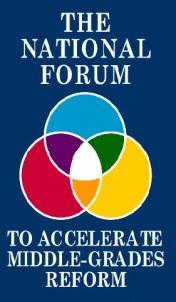 THE
NATIONAL
FORUM
TO ACCELERATE
MIDDLE-GRADES
REFORM